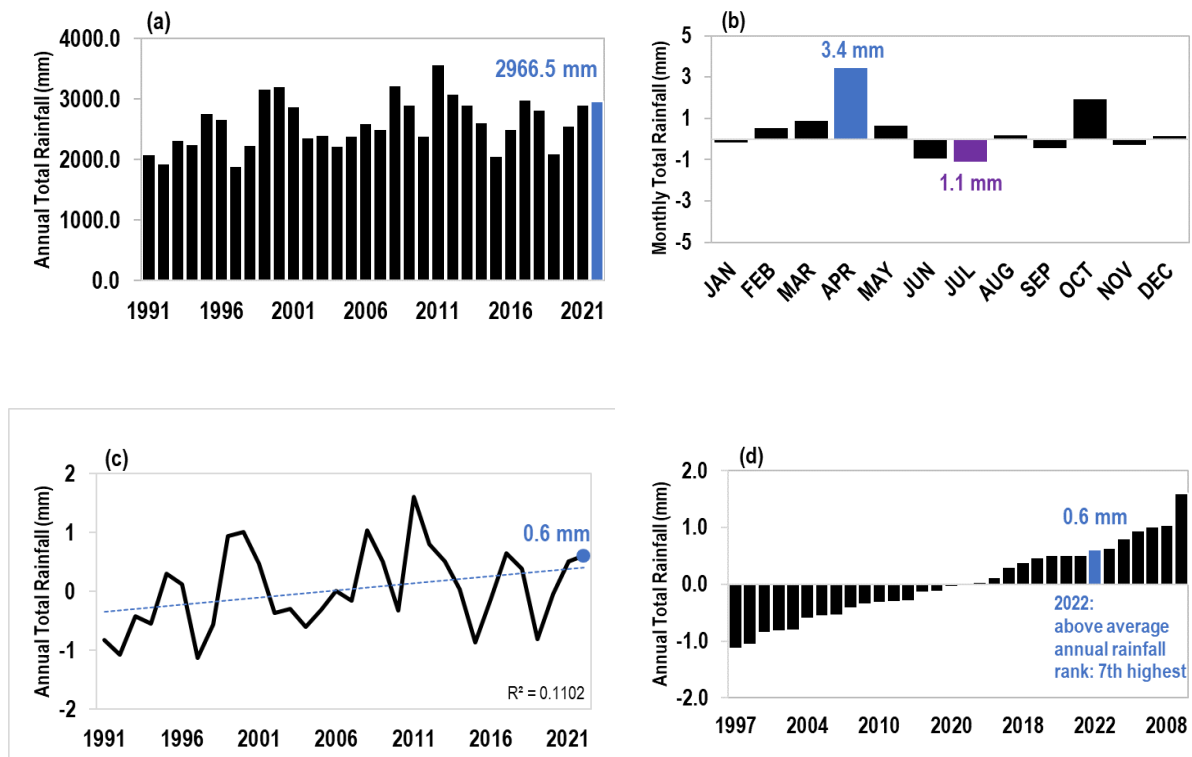 (a)
Annual Total Rainfall (mm)
4000.0
3000.0
2000.0
1000.0
0.0
2966.5 mm
1991 1996 2001 2006 2011 2016 2021
(b)
Monthly Total Rainfall (mm)
5
3
1
-1
-3
-5
3.4 mm
1.1 mm
JAN FEB MAR APR MAY JUN JUL AUG SEP OCT NOV DEC
(c)
Annual Total Rainfall (mm)
2
1
0
-1
-2
0.6 mm
R² = 0.1102
1991 1996 2001 2006 2011 2016 2021
(d)
Annual Total Rainfall (mm)
2.0
1.0
0.0
-1.0
-2.0
0.6 mm
2022:
above average
annual rainfall
rank: 7th highest
1997 2004 2010 2020 2018 2022 2008